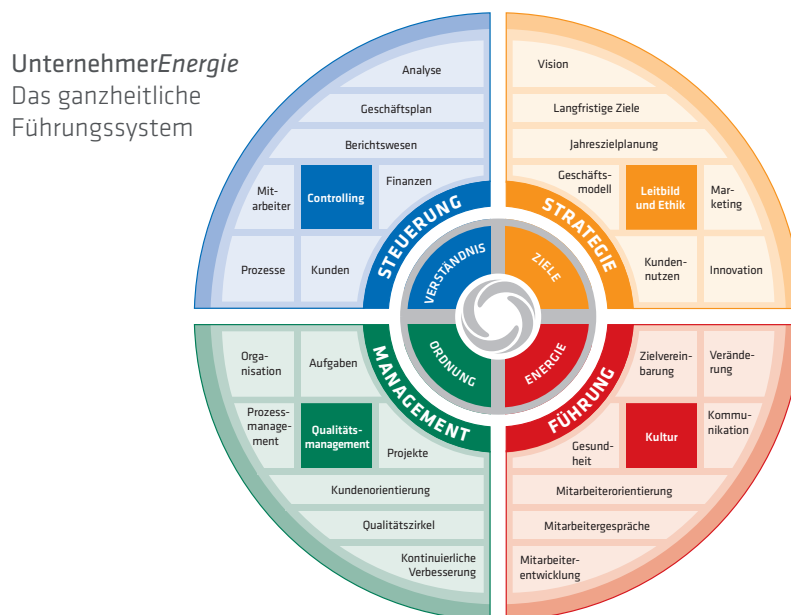 UnternehmerEnergie
Das ganzheitliche
Führungssystem
Analyse
Geschäftsplan
Berichtswesen
Mit-
arbeiter
Controlling
Finanzen
Prozesse
Kunden
STEUERUNG
VERSTÄNDNIS
Vision
Langfristige Ziele
Jahreszielplanung
Geschäfts-
modell
Leitbild
und Ethik
Mar-
keting
Kunden-
nutzen
Innovation
STRATEGIE
ZIELE
Orga-
nisation
Aufgaben
Prozess-
manage-
ment
Qualitäts-
management
Projekte
Kundenorientierung
Qualitätszirkel
Kontinuierliche
Verbesserung
MANAGEMENT
ORDNUNG
Zielverein-
barung
Verände-
rung
Gesund-
heit
Kultur
Kommu-
nikation
Mitarbeiterorientierung
Mitarbeitergespräche
Mitarbeiter-
entwicklung
FÜHRUNG
ENERGIE